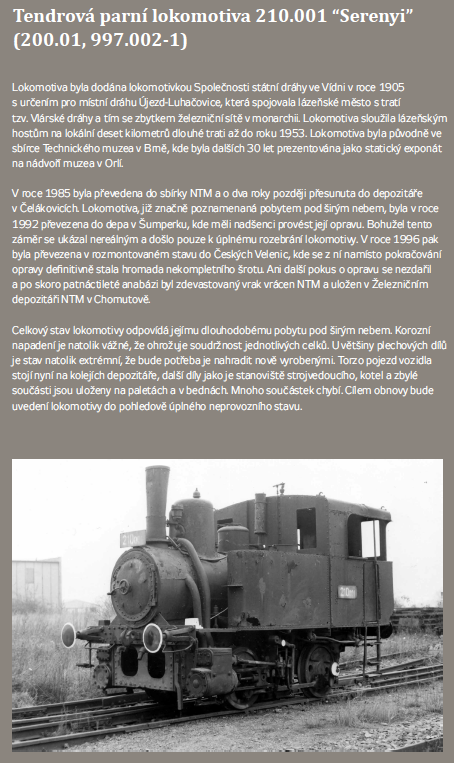 Tendrová parní lokomotiva 210.001 “Serenyi”
(200.01, 997.002-1)
Lokomotiva byla dodána lokomotivkou Společnosti státní dráhy ve Vídni v roce 1905
s určením pro místní dráhu Újezd-Luhačovice, která spojovala lázeňské město s tratí
tzv. Vlárské dráhy a tím se zbytkem železniční sítě v monarchii. Lokomotiva sloužila lázeňským
hostům na lokální deset kilometrů dlouhé trati až do roku 1953. Lokomotiva byla původně ve
sbírce Technického muzea v Brně, kde byla dalších 30 let prezentována jako statický exponát
na nádvoří muzea v Orlí.
V roce 1985 byla převedena do sbírky NTM a o dva roky později přesunuta do depozitáře
v Čelákovicích. Lokomotiva, již značně poznamenaná pobytem pod širým nebem, byla v roce
1992 převezena do depa v Šumperku, kde měli nadšenci provést její opravu. Bohužel tento
záměr se ukázal nereálným a došlo pouze k úplnému rozebrání lokomotivy. V roce 1996 pak
byla převezena v rozmontovaném stavu do Českých Velenic, kde se z ní namísto pokračování
opravy definitivně stala hromada nekompletního šrotu. Ani další pokus o opravu se nezdařil
a po skoro patnáctileté anabázi byl zdevastovaný vrak vrácen NTM a uložen v Železničním
depozitáři NTM v Chomutově.
Celkový stav lokomotivy odpovídá jejímu dlouhodobému pobytu pod širým nebem. Korozní
napadení je natolik vážné, že ohrožuje soudržnost jednotlivých celků. U většiny plechových dílů
je stav natolik extrémní, že bude potřeba je nahradit nově vyrobenými. Torzo pojezd vozidla
stojí nyní na kolejích depozitáře, další díly jako je stanoviště strojvedoucího, kotel a zbylé
součásti jsou uloženy na paletách a v bednách. Mnoho součástek chybí. Cílem obnovy bude
uvedení lokomotivy do pohledově úplného neprovozního stavu.